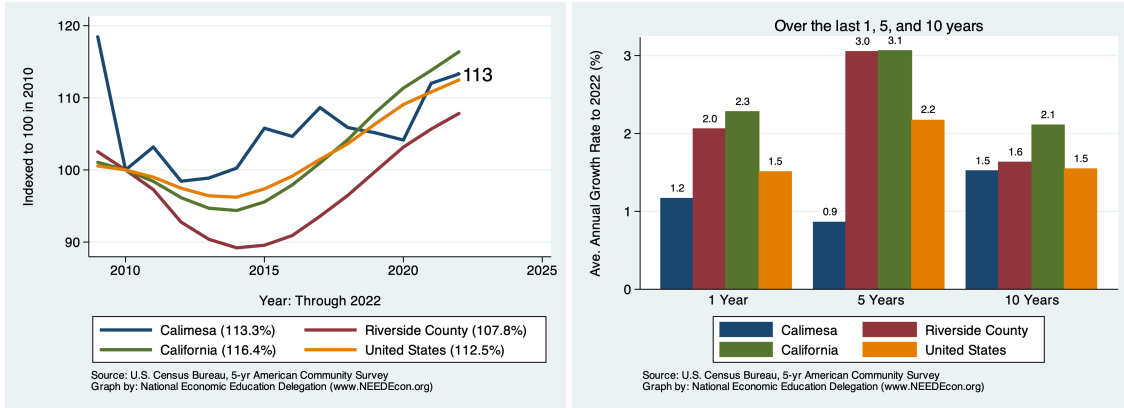 120
110
100
90
Indexed to 100 in 2010
113
2010
2015
2020
2025
Year: Through 2022
Calimesa (113.3%)
Riverside County (107.8%)
California (116.4%)
United States (112.5%)
Source: U.S. Census Bureau, 5-yr American Community Survey
Graph by: National Economic Education Delegation (www.NEEDEcon.org)
Over the last 1, 5, and 10 years
Ave. Annual Growth Rate to 2022 (%)
3
2
1
0
1.2
2.0
2.3
1.5
0.9
3.0
3.1
2.2
1.5
1.6
2.1
1.5
1 Year
5 Years
10 Years
Calimesa
Riverside County
California
United States
Source: U.S. Census Bureau, 5-yr American Community Survey
Graph by: National Economic Education Delegation (www.NEEDEcon.org)